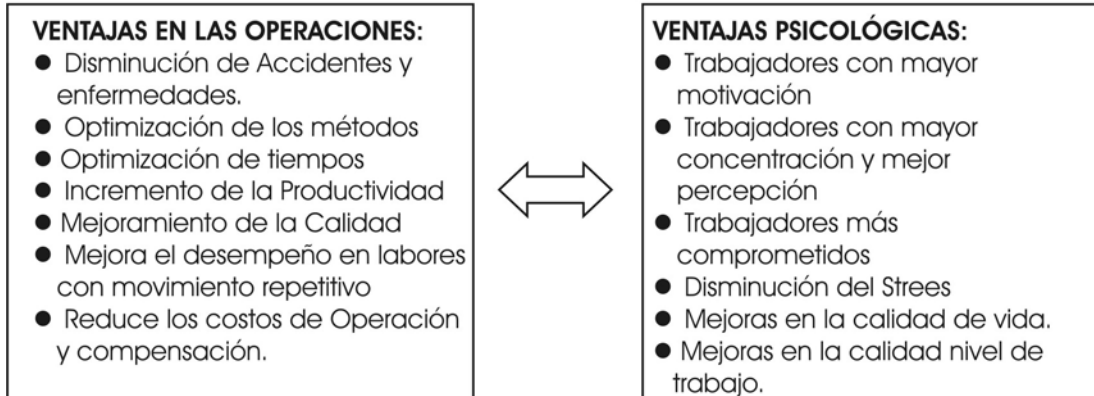 VENTAJAS EN LAS OPERACIONES:
● Disminución de Accidentes y
enfermedades.
● Optimización de los métodos
● Optimización de tiempos
● Incremento de la Productividad
● Mejoramiento de la Calidad
● Mejora el desempeño en labores
con movimiento repetitivo
● Reduce los costos de Operación
y compensación.
VENTAJAS PSICOLÓGICAS:
● Trabajadores con mayor
motivación
● Trabajadores con mayor
concentración y mejor
percepción
● Trabajadores más
comprometidos
● Disminución del Strees
● Mejoras en la calidad de vida.
● Mejoras en la calidad nivel de
trabajo.